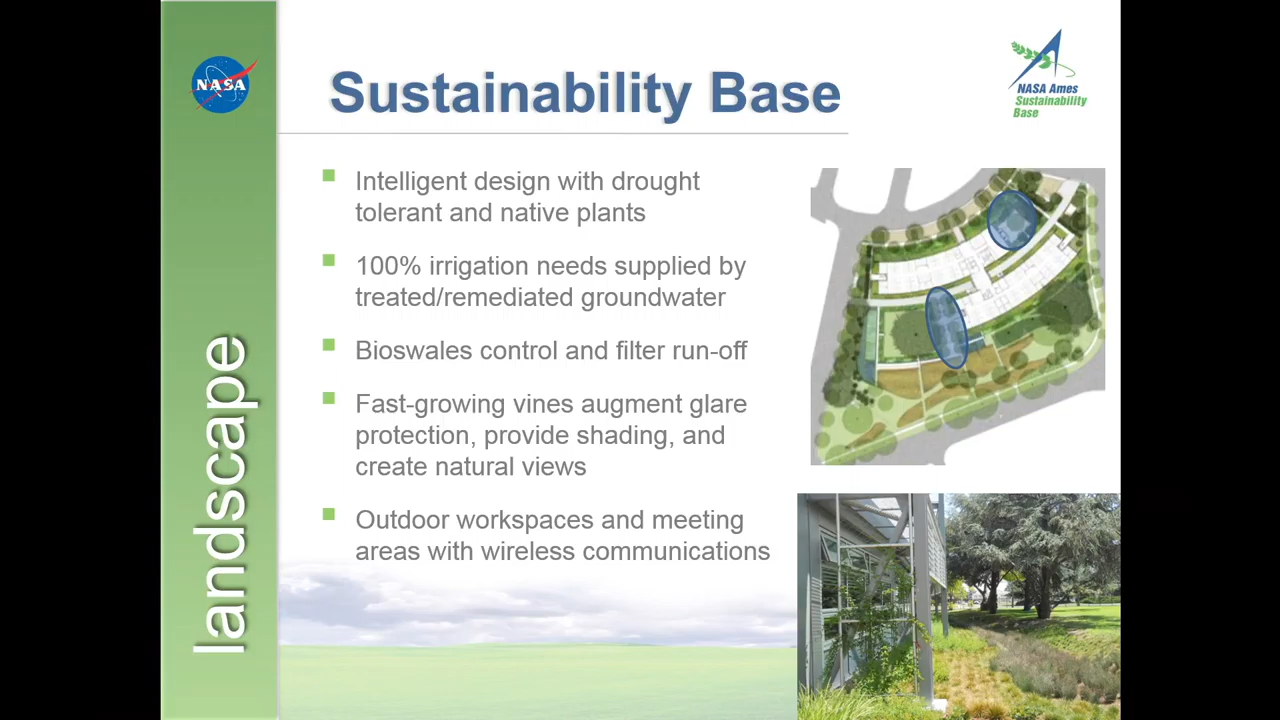 NASA
Sustainability Base
NASA Ames
Sustainability
Base
Intelligent design with drought
tolerant and native plants
100% irrigation needs supplied by
treated/remediated groundwater
Bioswales control and filter run-off
Fast-growing vines augment glare
protection, provide shading, and
create natural views
Outdoor workspaces and meeting
areas with wireless communications
landscape